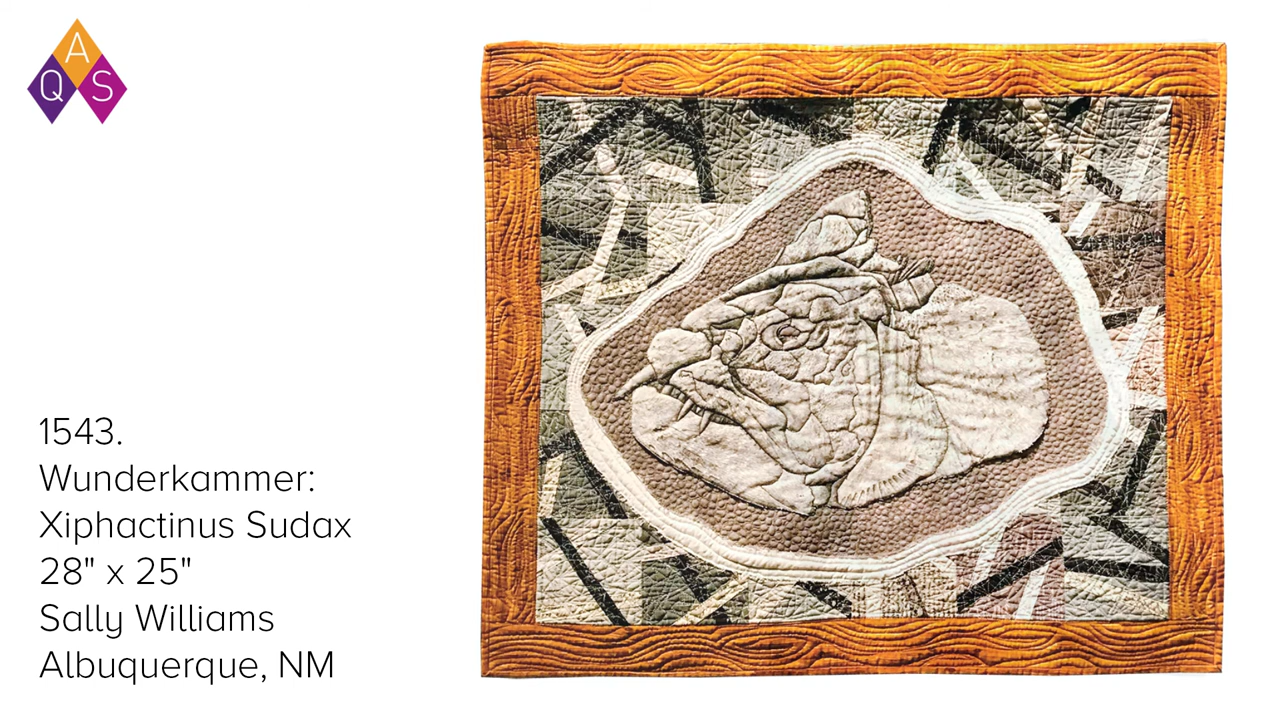 A
Q S
1543.
Wunderkammer:
Xiphactinus Sudax
28" x 25"
Sally Williams
Albuquerque, NM